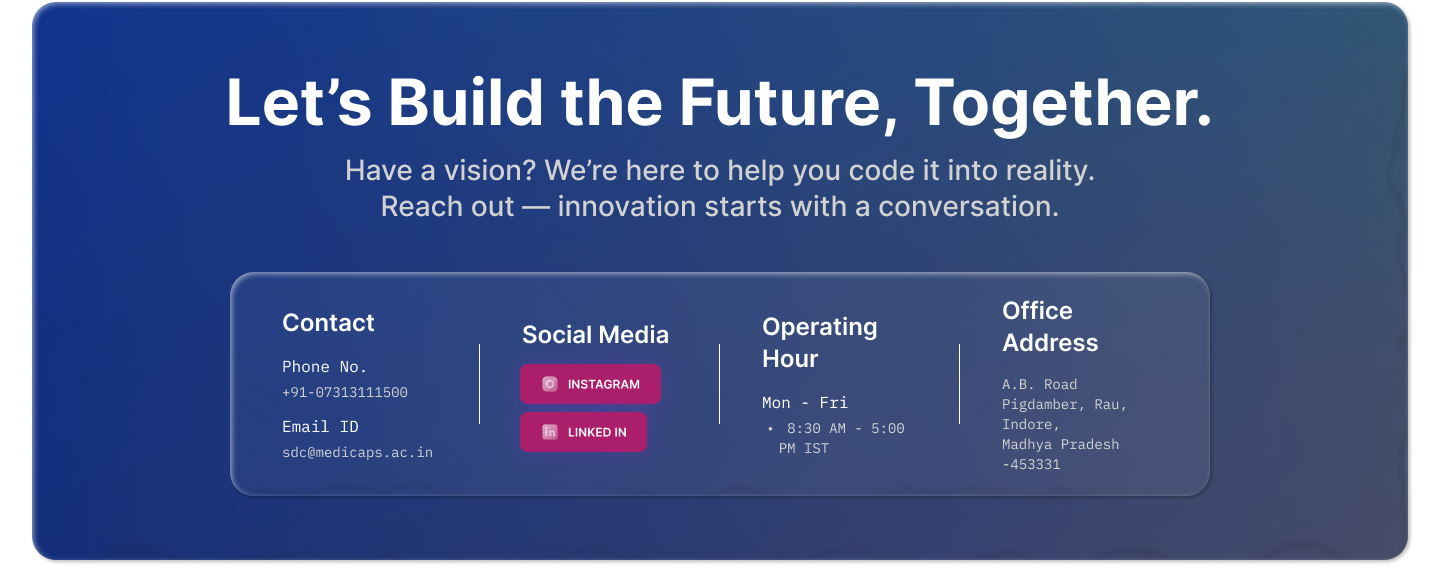 Let’s Build the Future, Together.
Have a vision? We’re here to help you code it into reality.
Reach out — innovation starts with a conversation.
Contact
Phone No.
+91-07313111500
Email ID
sdc@medicaps.ac.in
Social Media
INSTAGRAM
LINKED IN
Operating
Hour
Mon - Fri
• 8:30 AM - 5:00
PM IST
Office
Address
A.B. Road
Pigdamber, Rau,
Indore,
Madhya Pradesh
-453331